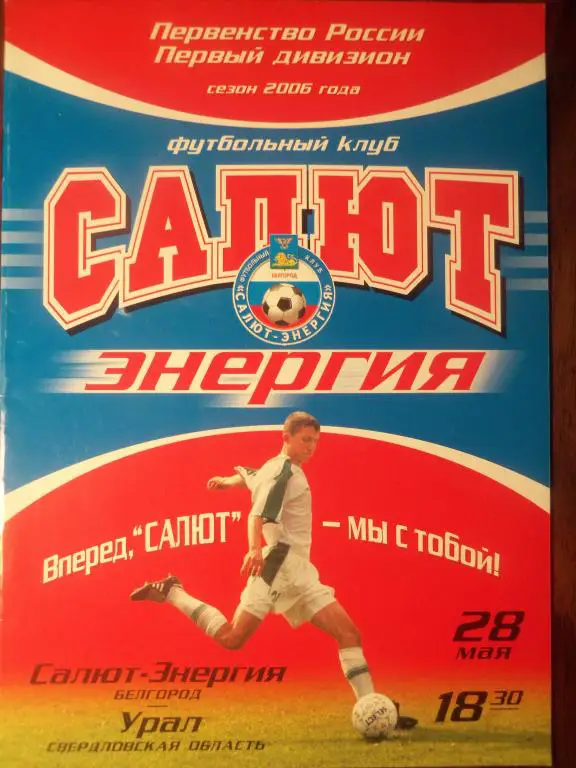 Первенство России
Первый дивизион
сезон 2006 года
футбольный клуб
САЛЮТ
ФУТБОЛЬНЫЙ КЛУБ
БЕЛГОРОД
«САЛЮТ-ЭНЕРГИЯ»
энергия
Вперед, "САЛЮТ" – МЫ С ТОБОЙ!
28
мая
Салют-Энергия
БЕЛГОРОД
—
Урал
СВЕРДЛОВСКАЯ ОБЛАСТЬ
18 30
SELECT